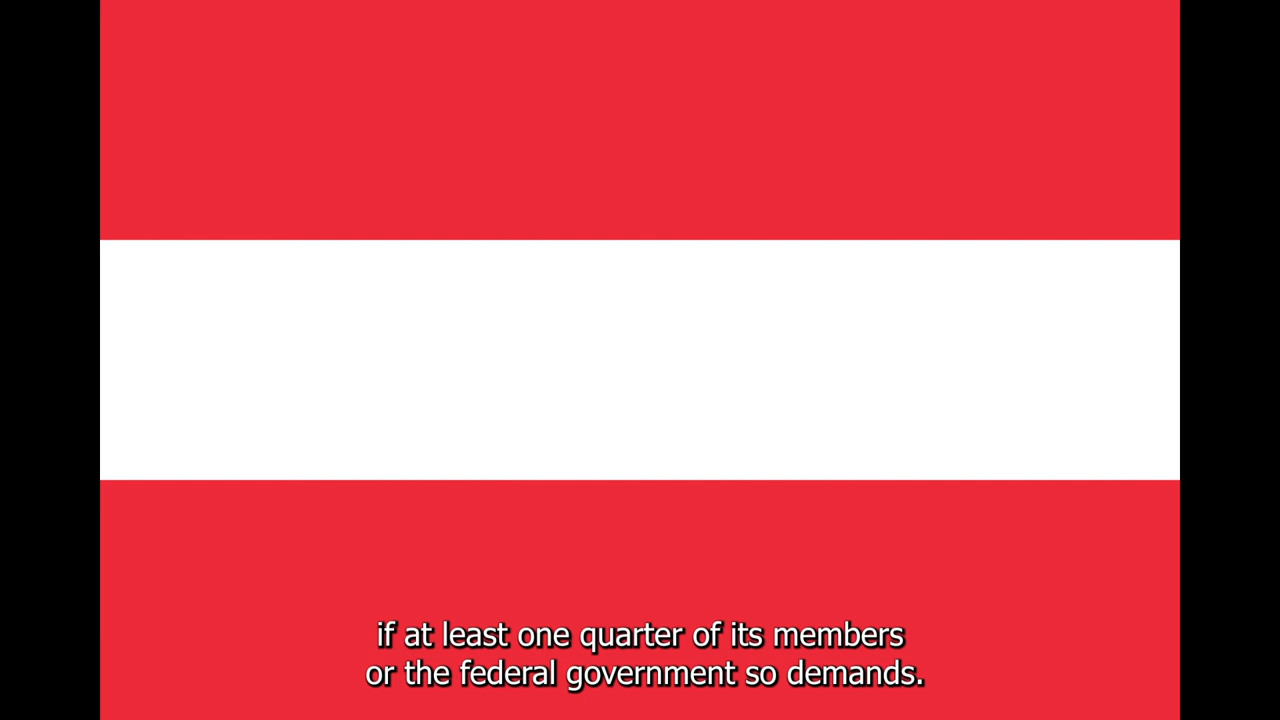 if at least one quarter of its members
or the federal government so demands.